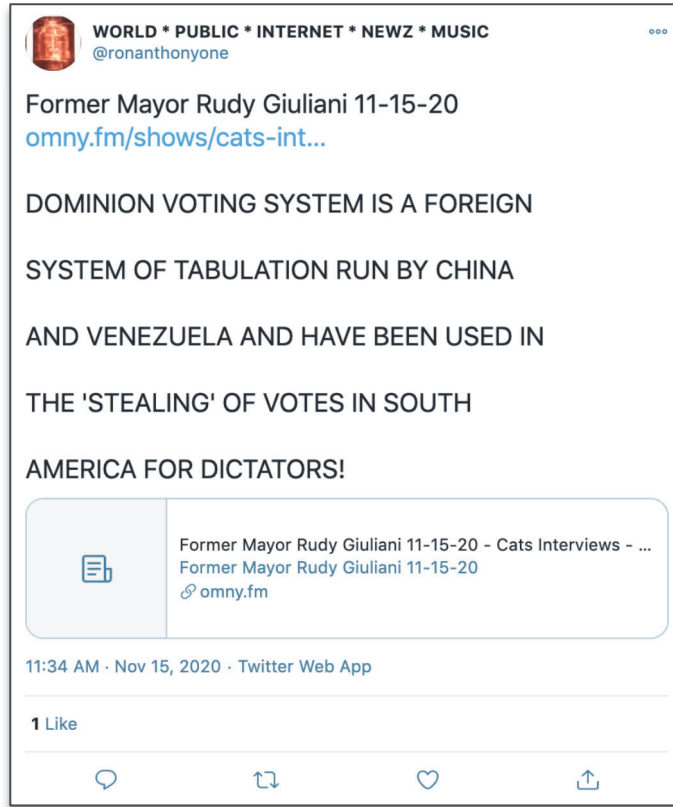 WORLD * PUBLIC * INTERNET * NEWZ * MUSIC
@ronanthonyone
Former Mayor Rudy Giuliani 11-15-20
omny.fm/shows/cats-int...
DOMINION VOTING SYSTEM IS A FOREIGN
SYSTEM OF TABULATION RUN BY CHINA
AND VENEZUELA AND HAVE BEEN USED IN
THE 'STEALING' OF VOTES IN SOUTH
AMERICA FOR DICTATORS!
Former Mayor Rudy Giuliani 11-15-20 - Cats Interviews - ...
Former Mayor Rudy Giuliani 11-15-20
omny.fm
11:34 AM · Nov 15, 2020 · Twitter Web App
1 Like